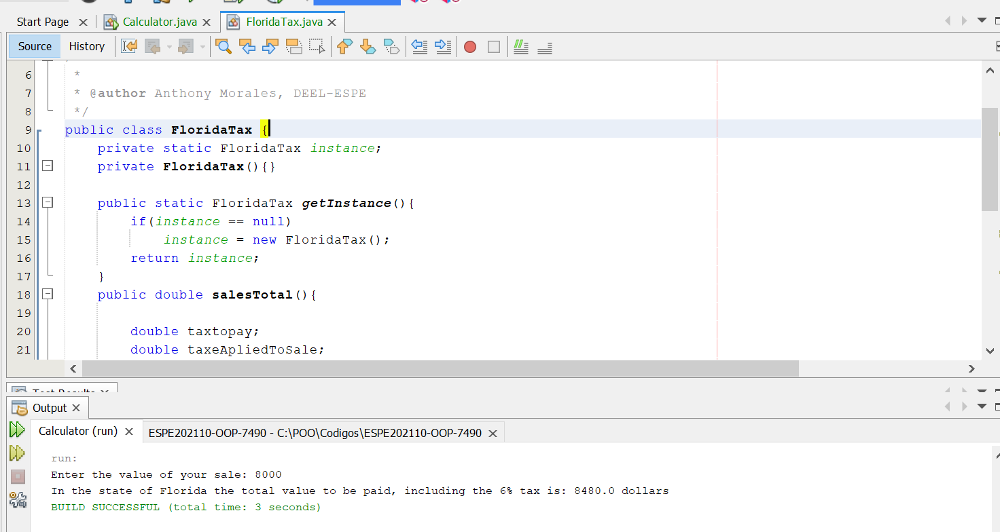 Start Page
Calculator.java
FloridaTax.java
Source
History
6 *
7 * @author Anthony Morales, DEEL-ESPE
8 */
9 public class FloridaTax {
10 private static FloridaTax instance;
11 private FloridaTax(){}
12
13 public static FloridaTax getInstance(){
14 if(instance == null)
15 instance = new FloridaTax();
16 return instance;
17 }
18 public double salesTotal(){
19
20 double taxtopay;
21 double taxeApliedToSale;
Test Results
Output
Calculator (run)
ESPE202110-OOP-7490 - C:\POO\Codigos\ESPE202110-OOP-7490
run:
Enter the value of your sale: 8000
In the state of Florida the total value to be paid, including the 6% tax is: 8480.0 dollars
BUILD SUCCESSFUL (total time: 3 seconds)